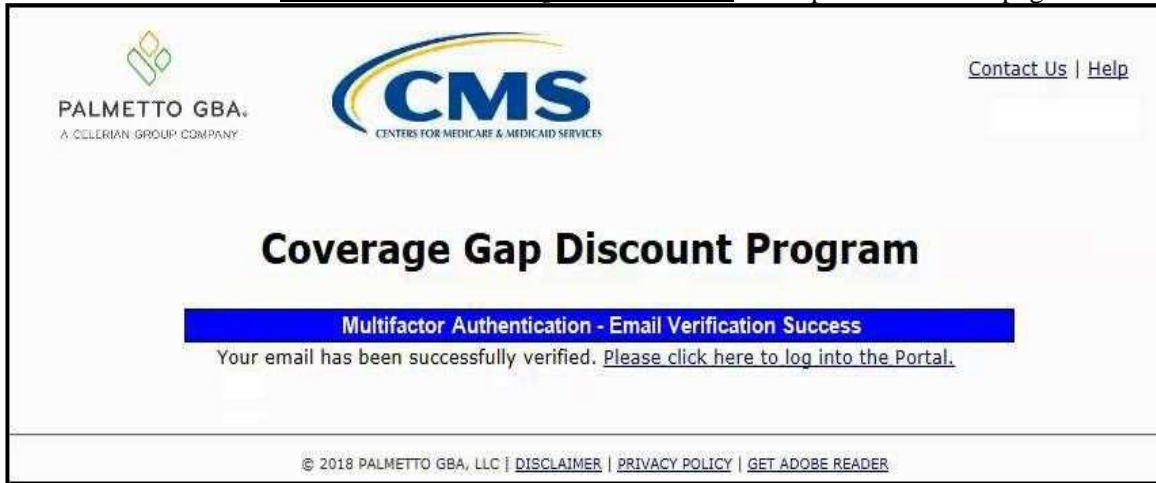 Contact Us | Help
PALMETTO GBA.
A CELERIAN GROUP COMPANY
CMS
CENTERS FOR MEDICARE & MEDICAID SERVICES
Coverage Gap Discount Program
Multifactor Authentication - Email Verification Success
Your email has been successfully verified. Please click here to log into the Portal.
© 2018 PALMETTO GBA, LLC | DISCLAIMER | PRIVACY POLICY | GET ADOBE READER